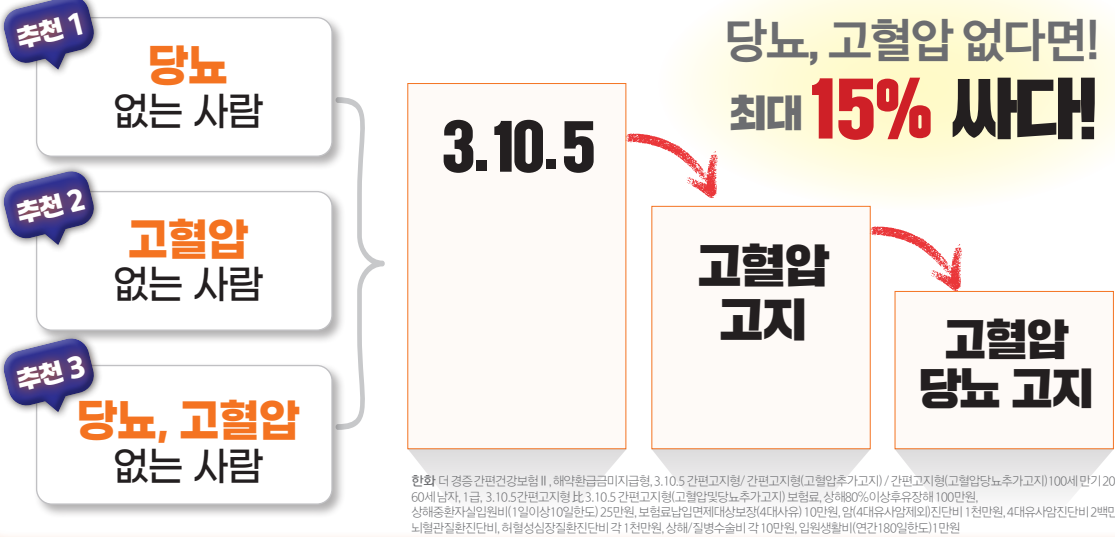 추천 1
당뇨
없는 사람
추천 2
고혈압
없는 사람
추천 3
당뇨, 고혈압
없는 사람
당뇨, 고혈압 없다면!
최대 15% 싸다!
3.10.5
고혈압
고지
고혈압
당뇨 고지
한화 더 경증 간편건강보험 II, 해약환급금미지급형, 3.10.5 간편고지형/ 간편고지형(고혈압추가고지) / 간편고지형(고혈압당뇨추가고지)100세 만기 20
60세 남자, 1급, 3.10.5간편고지형 比 3.10.5 간편고지형(고혈압및당뇨추가고지) 보험료, 상해80%이상후유장해 100만원,
상해중환자실입원비(1일이상10일한도) 25만원, 보험료납입면제대상보장(4대사유) 10만원, 암(4대유사암제외)진단비 1천만원, 4대유사암진단비 2백만
뇌혈관질환진단비, 허혈성심장질환진단비 각 1천만원, 상해/질병수술비 각 10만원, 입원생활비(연간180일한도)1만원